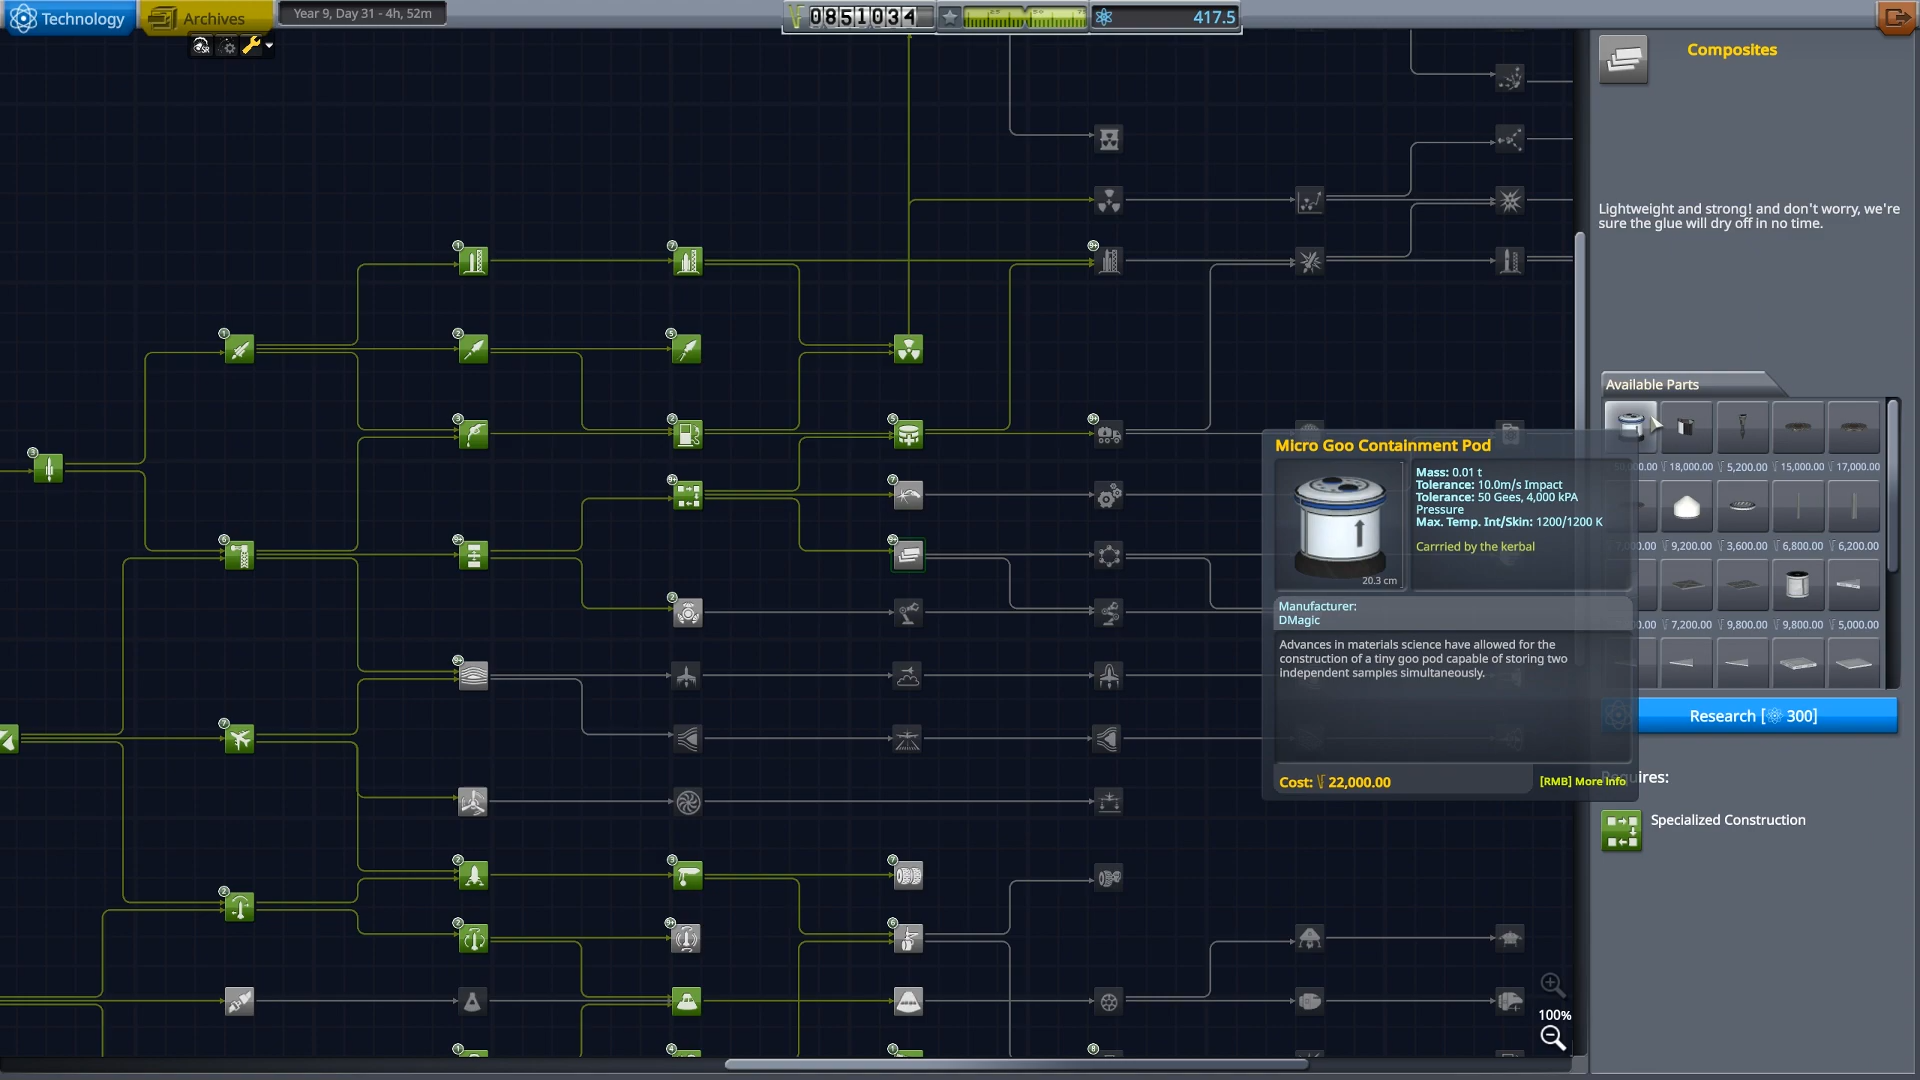 Technology
Archives
Year 9, Day 31 - 4h, 52m
0851034
25 50 75
417.5
Composites
Lightweight and strong! and don't worry, we're
sure the glue will dry off in no time.
Available Parts
18,000.00 5,200.00 15,000.00 17,000.00
9,200.00 3,600.00 6,800.00 6,200.00
7,200.00 9,800.00 9,800.00 5,000.00
Micro Goo Containment Pod
Mass: 0.01 t
Tolerance: 10.0m/s Impact
Tolerance: 50 Gees, 4,000 kPa
Pressure
Max. Temp. Int/Skin: 1200/1200 K
Carrried by the kerbal
20.3 cm
Manufacturer:
DMagic
Advances in materials science have allowed for the
construction of a tiny goo pod capable of storing two
independent samples simultaneously.
Cost: 22,000.00
[RMB] More Info
Research [300]
Specialized Construction
100%